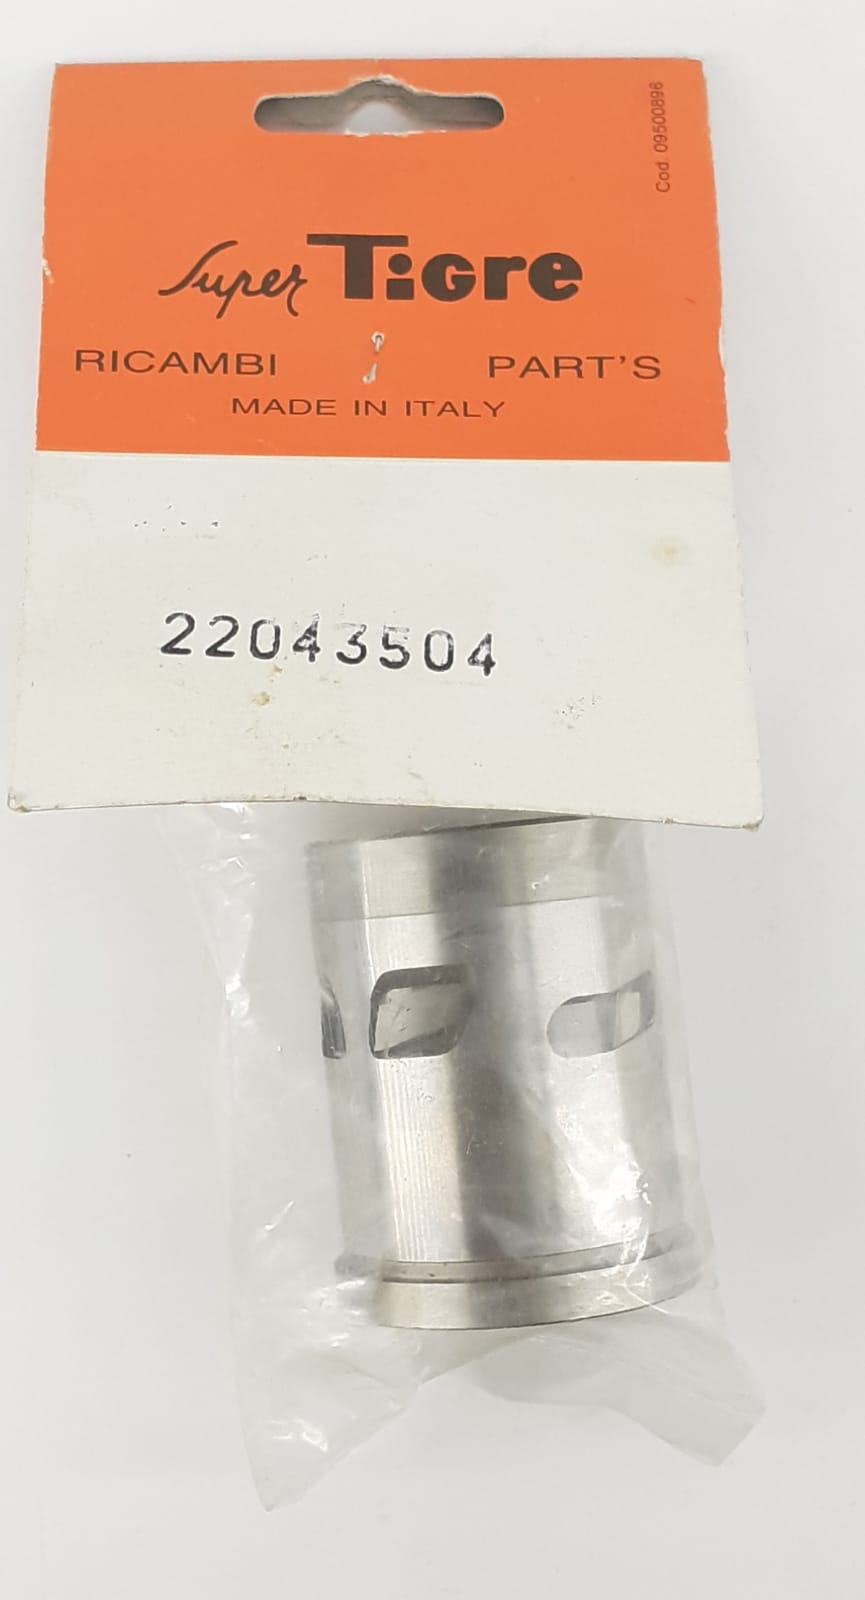 Cod. 09500896
Super Tigre
RICAMBI PART'S
MADE IN ITALY
22043504